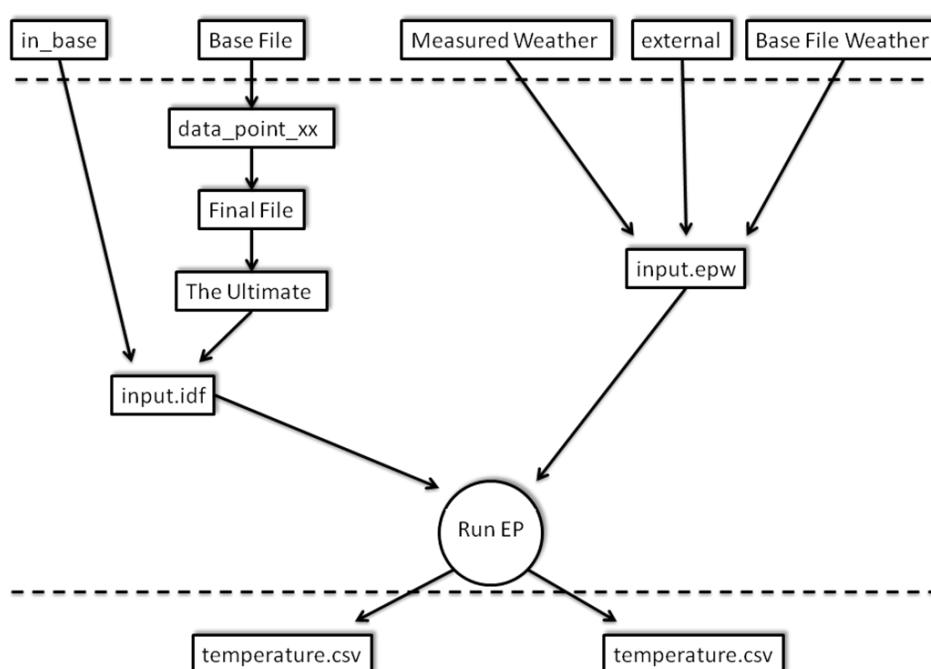 in_base
Base File
Measured Weather
external
Base File Weather
data_point_xx
Final File
The Ultimate
input.epw
input.idf
Run EP
temperature.csv
temperature.csv